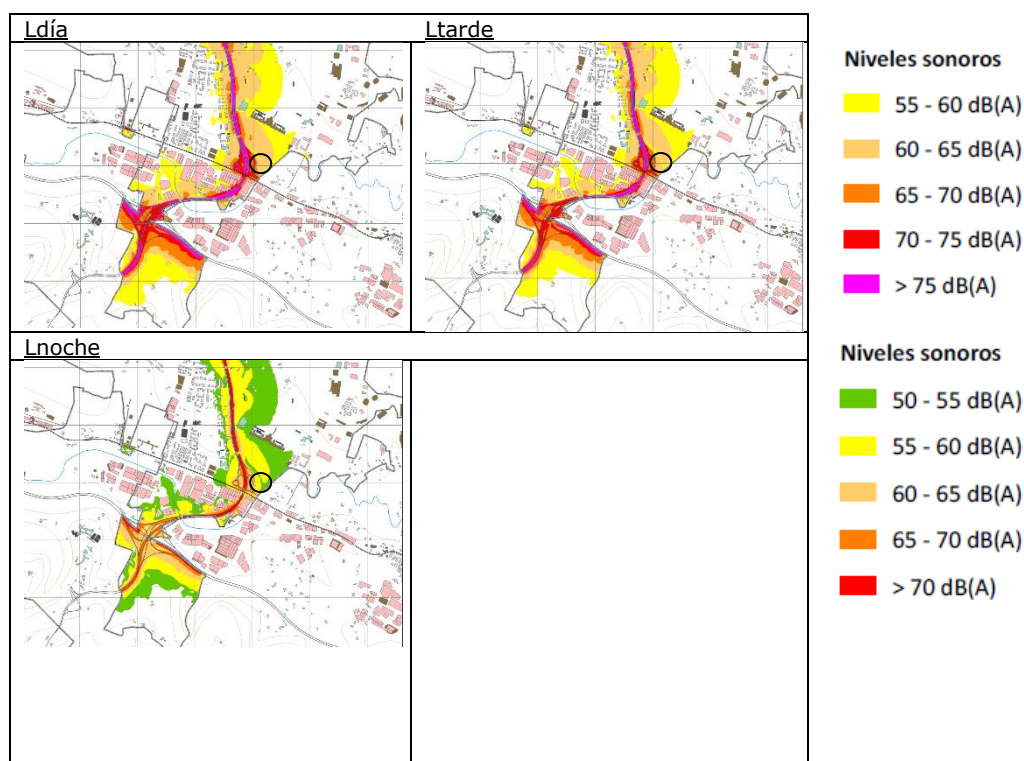 Ldía
Ltarde
Lnoche
Niveles sonoros
55 - 60 dB(A)
60 - 65 dB(A)
65 - 70 dB(A)
70 - 75 dB(A)
> 75 dB(A)
Niveles sonoros
50 - 55 dB(A)
55 - 60 dB(A)
60 - 65 dB(A)
65 - 70 dB(A)
> 70 dB(A)